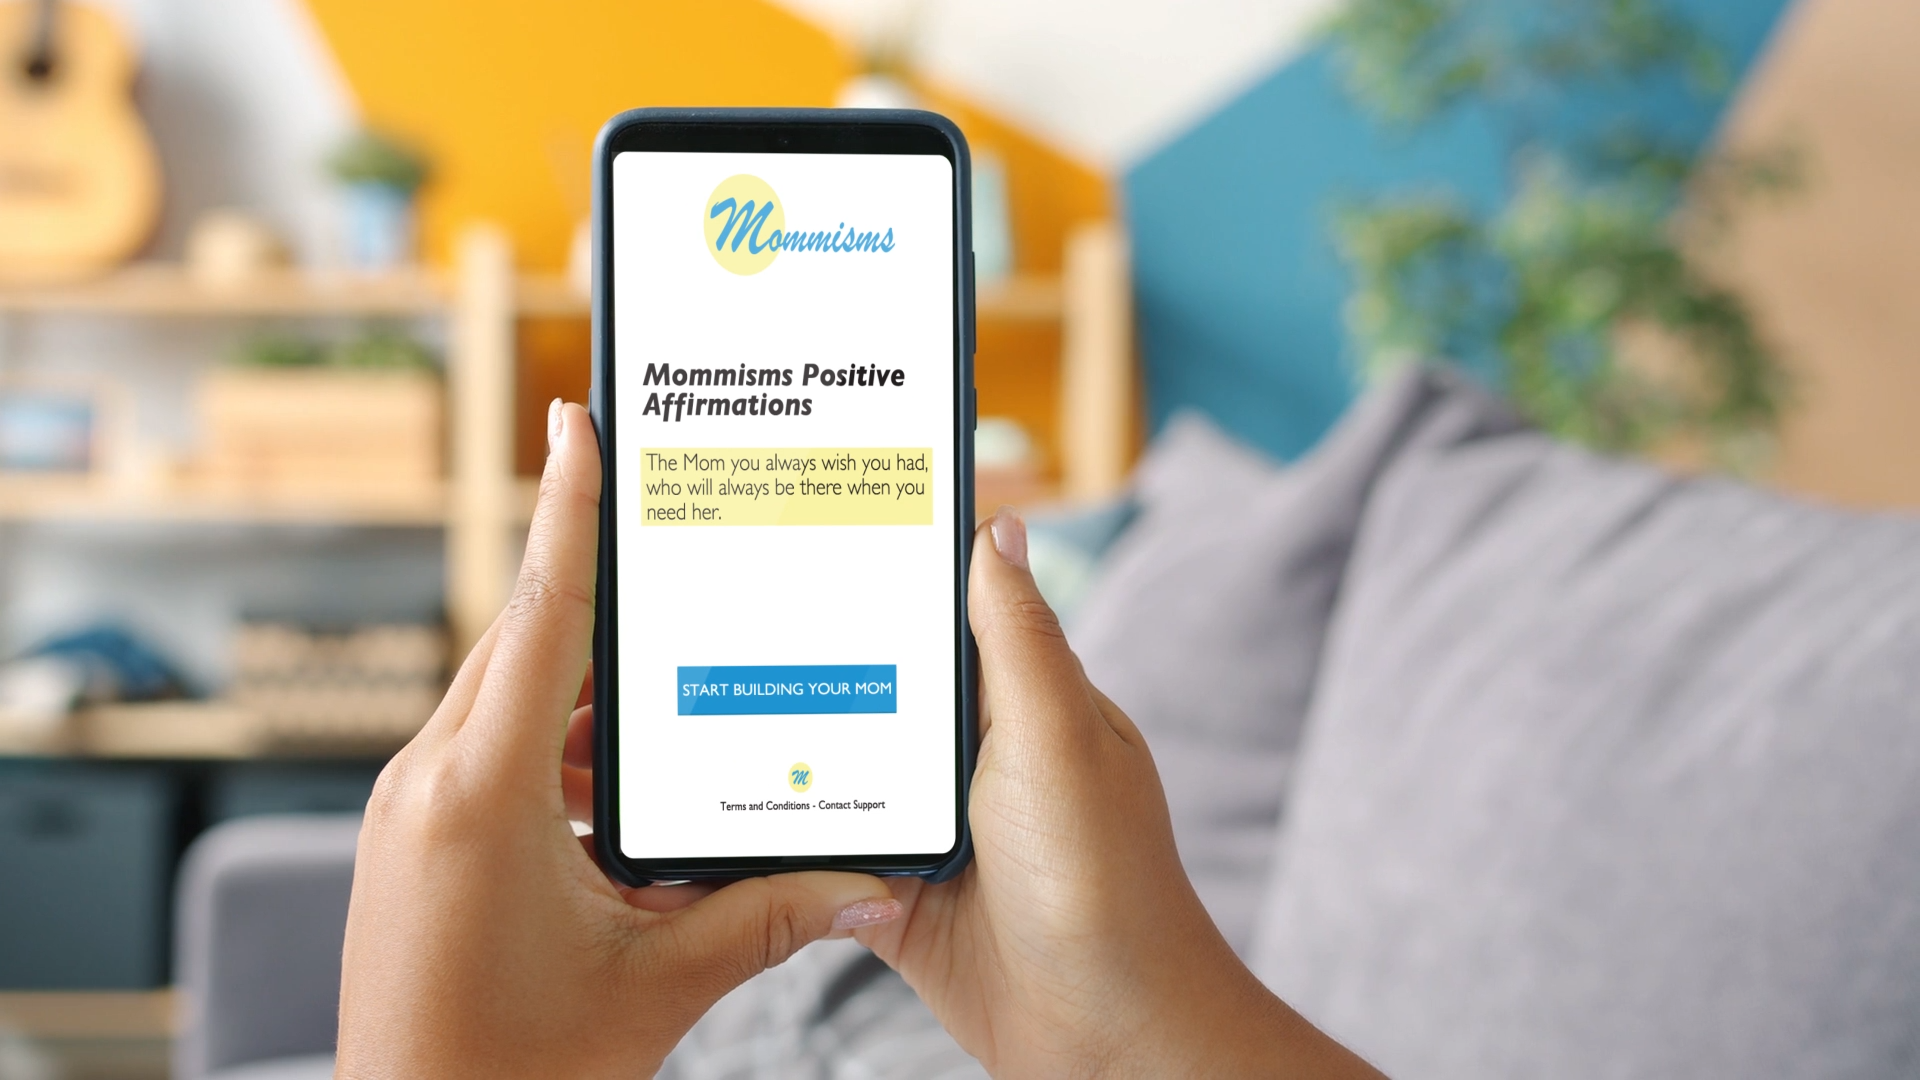 Mommisms
Mommisms Positive
Affirmations
The Mom you always wish you had,
who will always be there when you
need her.
START BUILDING YOUR MOM
M
Terms and Conditions - Contact Support